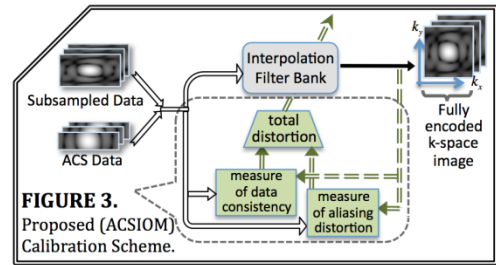 Subsampled Data
ACS Data
Interpolation
Filter Bank
k_y
k_x
Fully
encoded
k-space
image
total
distortion
measure
of data
consistency
measure
of aliasing
distortion
FIGURE 3.
Proposed (ACSIOM)
Calibration Scheme.